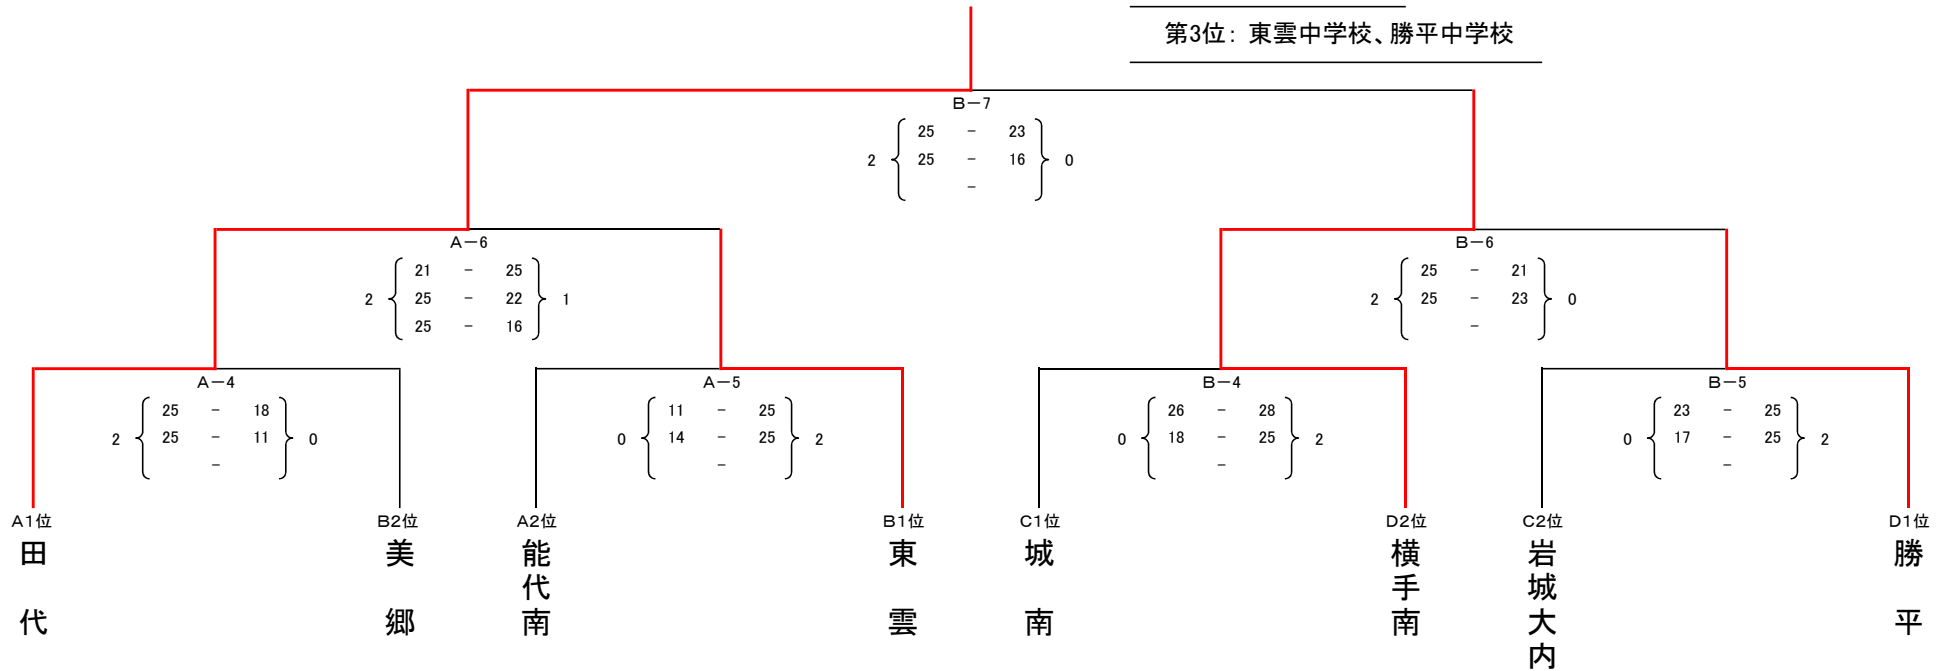 第3位：東雲中学校、勝平中学校
B－7
25 - 23
2 25 - 16 0
-
A－6
21 - 25
2 25 - 22 1
25 - 16
B－6
25 - 21
2 25 - 23 0
-
A－4
25 - 18
2 25 - 11 0
-
A－5
11 - 25
0 14 - 25 2
-
B－4
26 - 28
0 18 - 25 2
-
B－5
23 - 25
0 17 - 25 2
-
A1位
田代
B2位
美郷
A2位
能代南
B1位
東雲
C1位
城南
D2位
横手南
C2位
岩城大内
D1位
勝平